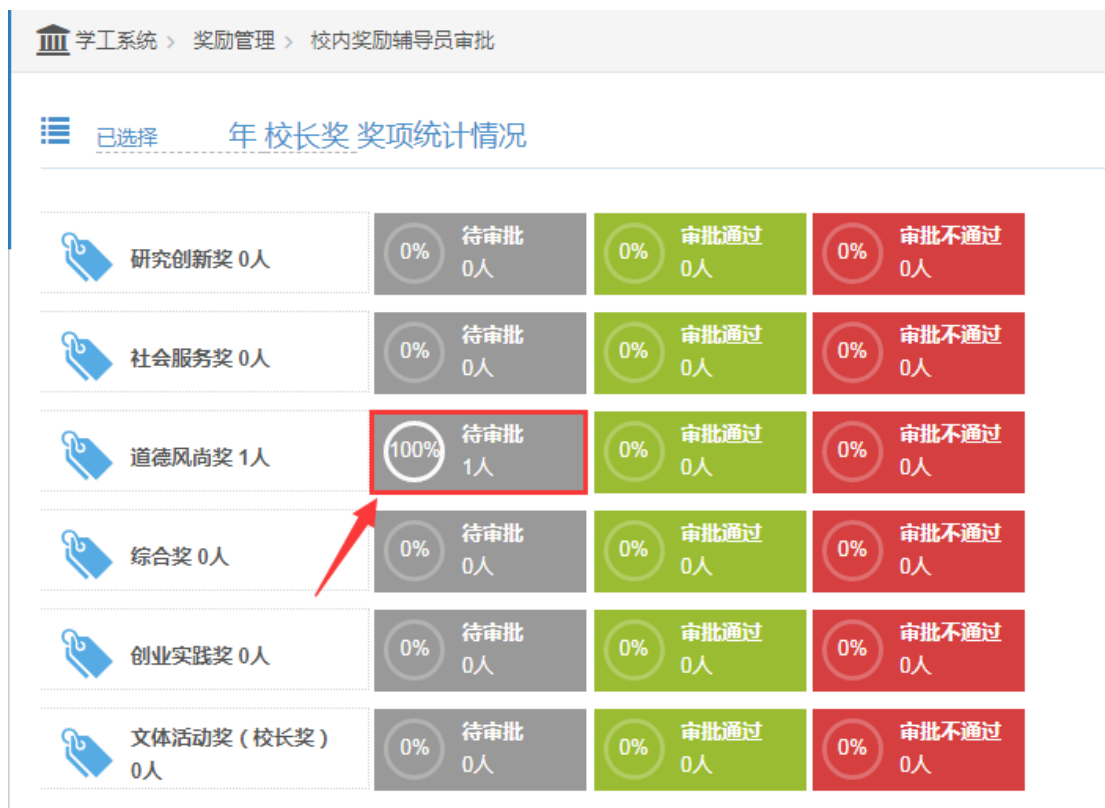 学工系统 > 奖励管理 > 校内奖励辅导员审批
已选择 年 校长奖 奖项统计情况
研究创新奖 0人
0%
待审批
0人
0%
审批通过
0人
0%
审批不通过
0人
社会服务奖 0人
0%
待审批
0人
0%
审批通过
0人
0%
审批不通过
0人
道德风尚奖 1人
100%
待审批
1人
0%
审批通过
0人
0%
审批不通过
0人
综合奖 0人
0%
待审批
0人
0%
审批通过
0人
0%
审批不通过
0人
创业实践奖 0人
0%
待审批
0人
0%
审批通过
0人
0%
审批不通过
0人
文体活动奖（校长奖）
0人
0%
待审批
0人
0%
审批通过
0人
0%
审批不通过
0人